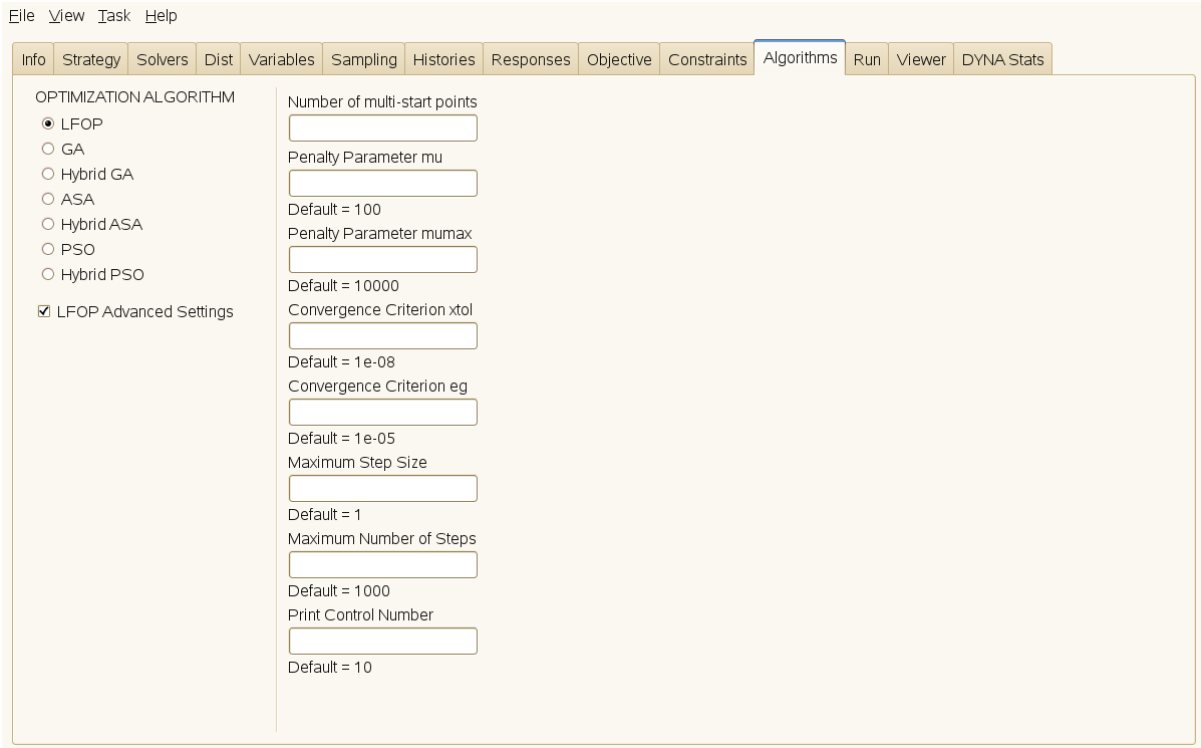 File View Task Help
Info Strategy Solvers Dist Variables Sampling Histories Responses Objective Constraints Algorithms Run Viewer DYNA Stats
OPTIMIZATION ALGORITHM
LFOP
GA
Hybrid GA
ASA
Hybrid ASA
PSO
Hybrid PSO
LFOP Advanced Settings
Number of multi-start points
Penalty Parameter mu
Default = 100
Penalty Parameter mumax
Default = 10000
Convergence Criterion xtol
Default = 1e-08
Convergence Criterion eg
Default = 1e-05
Maximum Step Size
Default = 1
Maximum Number of Steps
Default = 1000
Print Control Number
Default = 10